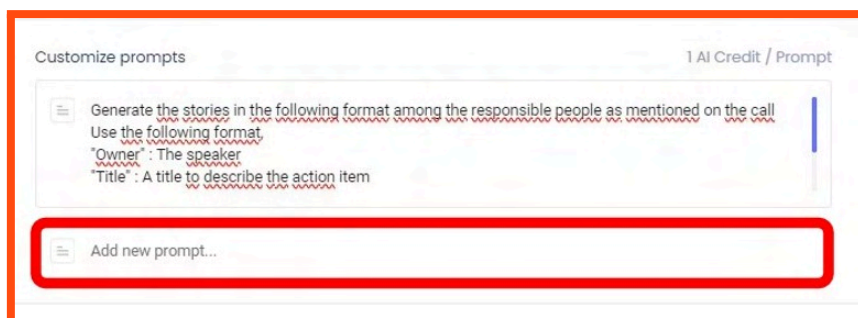 Customize prompts
1 AI Credit / Prompt
Generate the stories in the following format among the responsible people as mentioned on the call
Use the following format,
"Owner" : The speaker
"Title" : A title to describe the action item
Add new prompt...